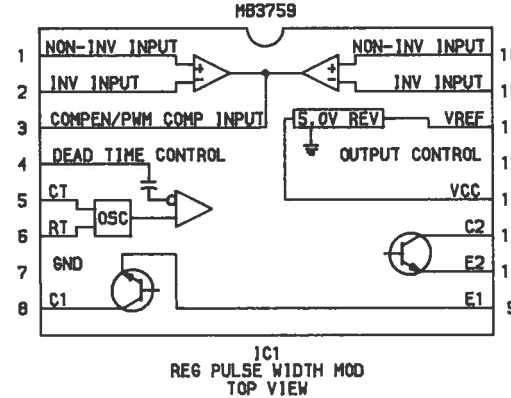 MB3759
1 NON-INV INPUT + + NON-INV INPUT
2 INV INPUT - - INV INPUT
3 COMPEN/PWM COMP INPUT 5.0V REV VREF
4 DEAD TIME CONTROL OUTPUT CONTROL
5 CT VCC
OSC
6 RT C2
7 GND E2
8 C1 E1
IC1
REG PULSE WIDTH MOD
TOP VIEW